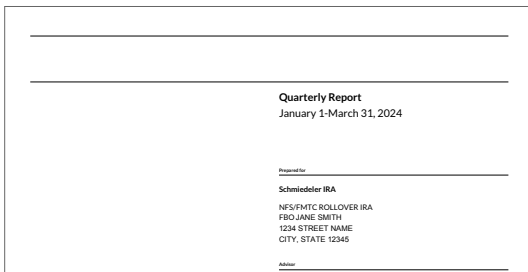 Quarterly Report
January 1-March 31, 2024
Prepared for
Schmiedeler IRA
NFS/FMTC ROLLOVER IRA
FBO JANE SMITH
1234 STREET NAME
CITY, STATE 12345
Advisor